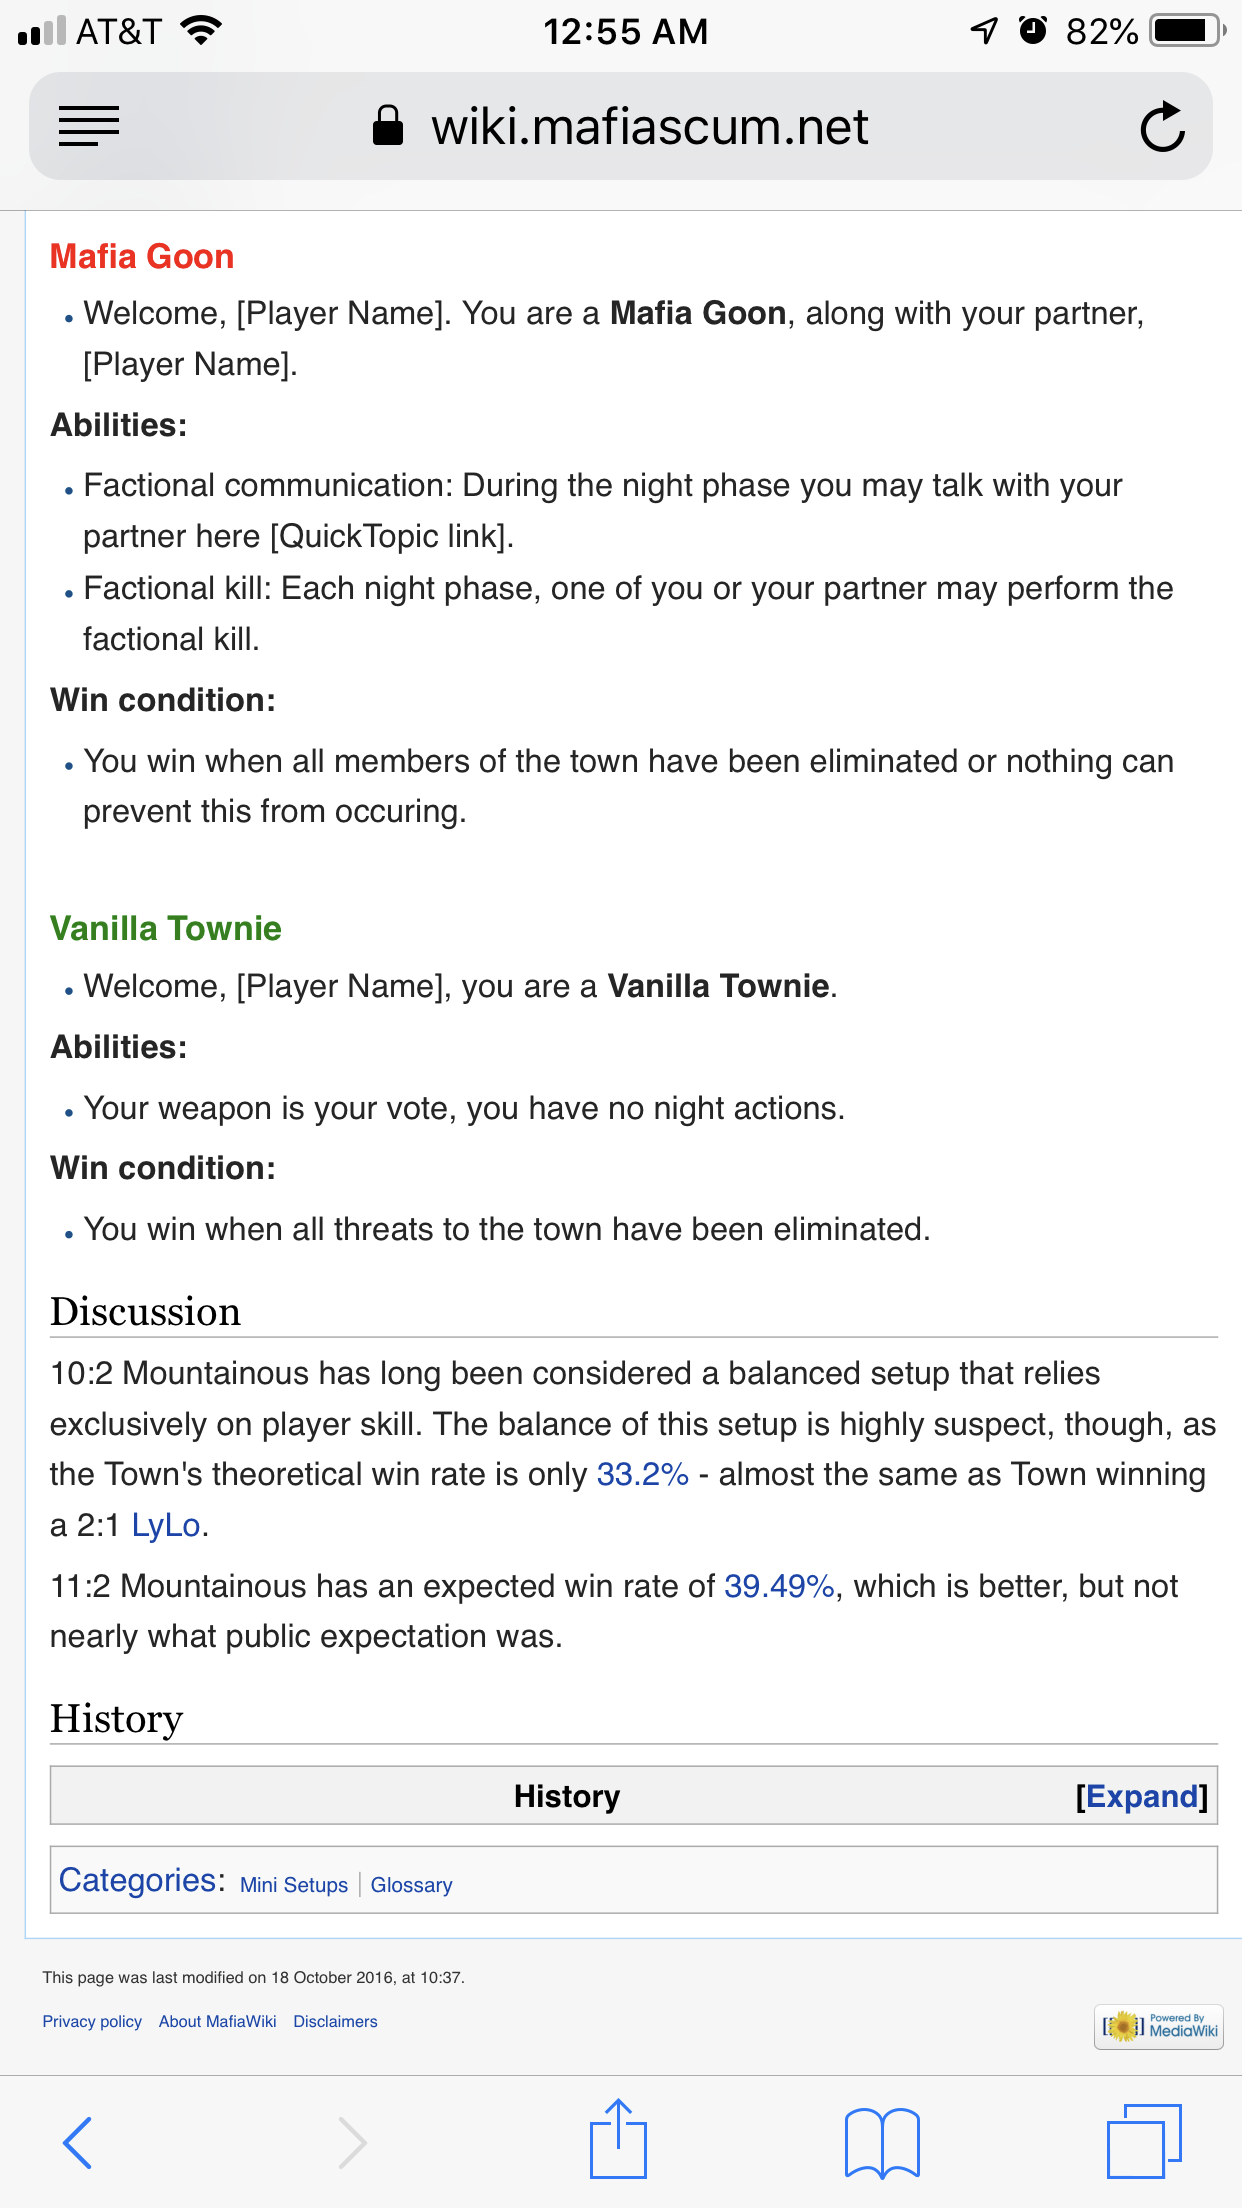 AT&T 12:55 AM 82%
wiki.mafiascum.net
Mafia Goon
Welcome, [Player Name]. You are a Mafia Goon, along with your partner,
[Player Name].
Abilities:
Factional communication: During the night phase you may talk with your
partner here [QuickTopic link].
Factional kill: Each night phase, one of you or your partner may perform the
factional kill.
Win condition:
You win when all members of the town have been eliminated or nothing can
prevent this from occuring.
Vanilla Townie
Welcome, [Player Name], you are a Vanilla Townie.
Abilities:
Your weapon is your vote, you have no night actions.
Win condition:
You win when all threats to the town have been eliminated.
Discussion
10:2 Mountainous has long been considered a balanced setup that relies
exclusively on player skill. The balance of this setup is highly suspect, though, as
the Town's theoretical win rate is only 33.2% - almost the same as Town winning
a 2:1 LyLo.
11:2 Mountainous has an expected win rate of 39.49%, which is better, but not
nearly what public expectation was.
History
History [Expand]
Categories: Mini Setups | Glossary
This page was last modified on 18 October 2016, at 10:37.
Privacy policy About MafiaWiki Disclaimers
Powered By
MediaWiki